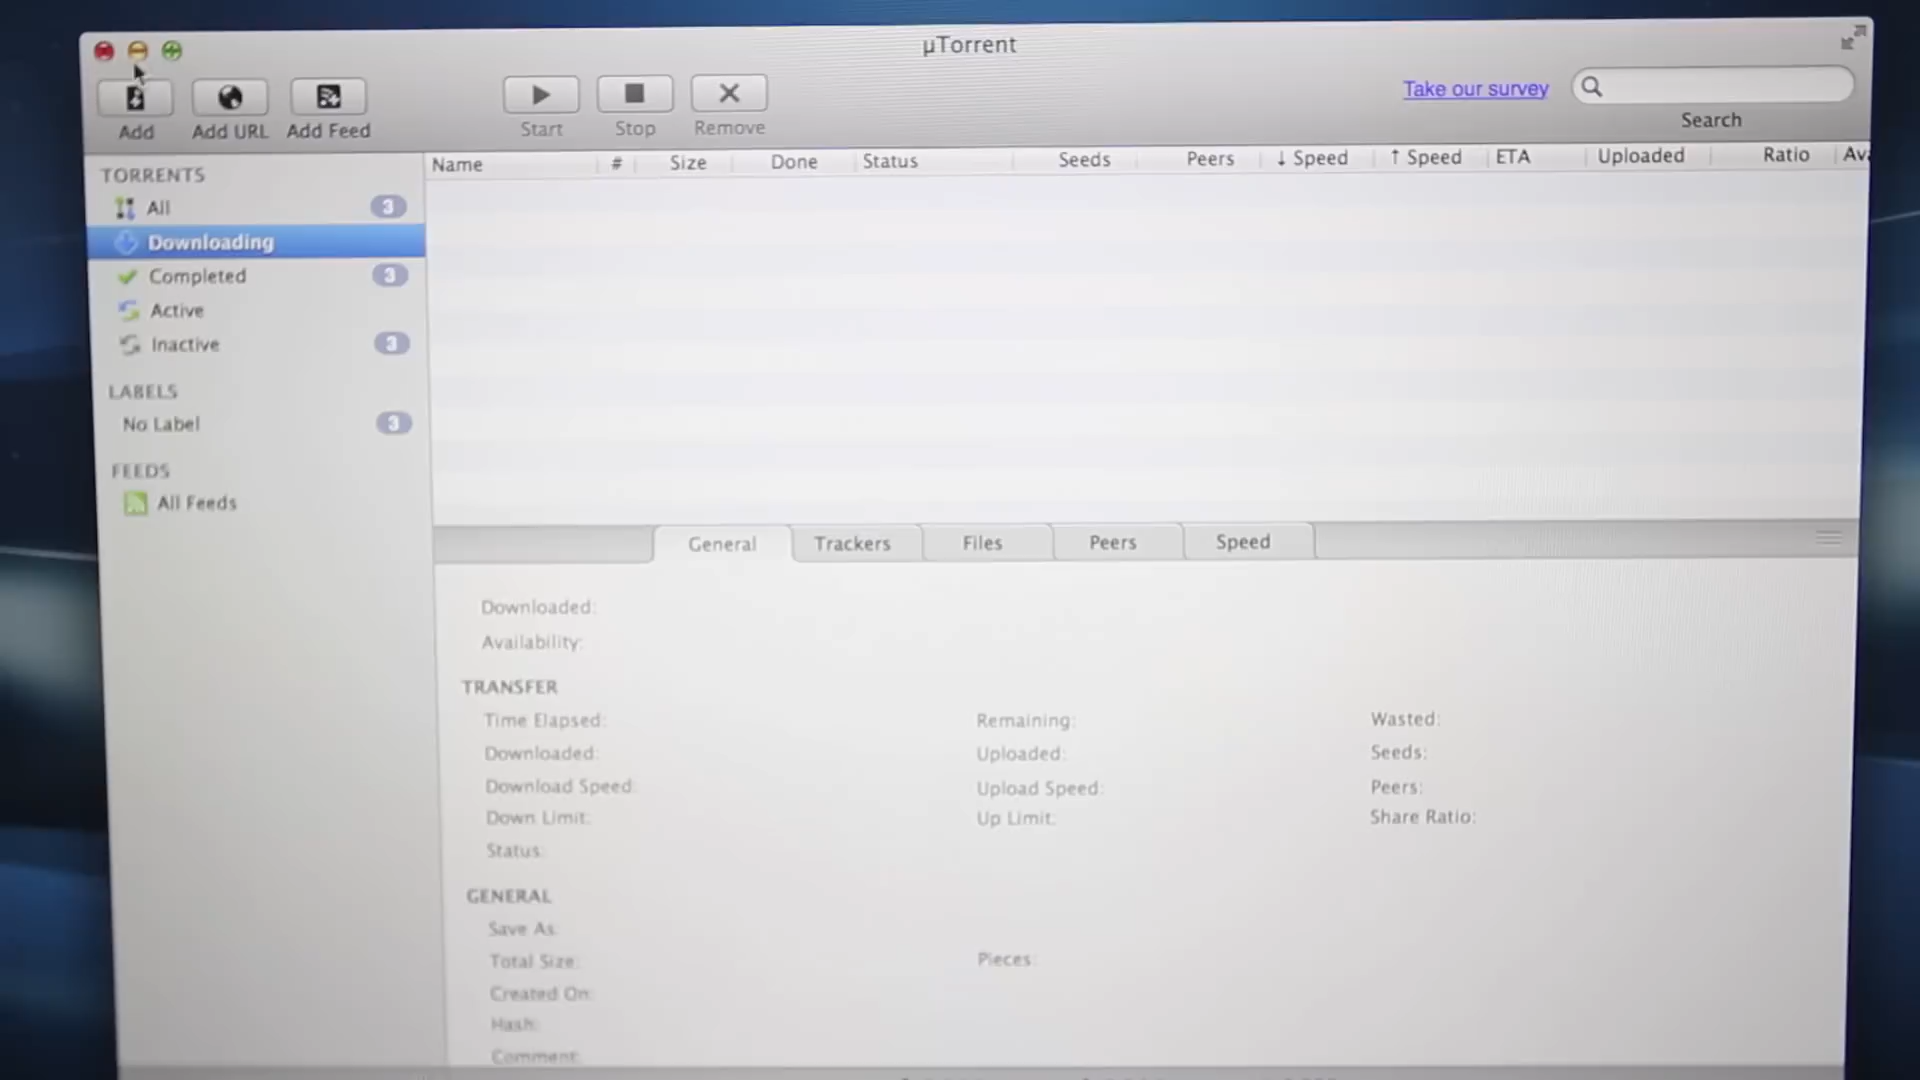 µTorrent
Add
Add URL
Add Feed
Start
Stop
Remove
Take our survey
Search
TORRENTS
All 3
Downloading
Completed 3
Active
Inactive 3
LABELS
No Label 3
FEEDS
All Feeds
Name # Size Done Status Seeds Peers ↓ Speed ↑ Speed ETA Uploaded Ratio Ava
General Trackers Files Peers Speed
Downloaded:
Availability:
TRANSFER
Time Elapsed: Remaining: Wasted:
Downloaded: Uploaded: Seeds:
Download Speed: Upload Speed: Peers:
Down Limit: Up Limit: Share Ratio:
Status:
GENERAL
Save As:
Total Size: Pieces:
Created On:
Hash:
Comment: